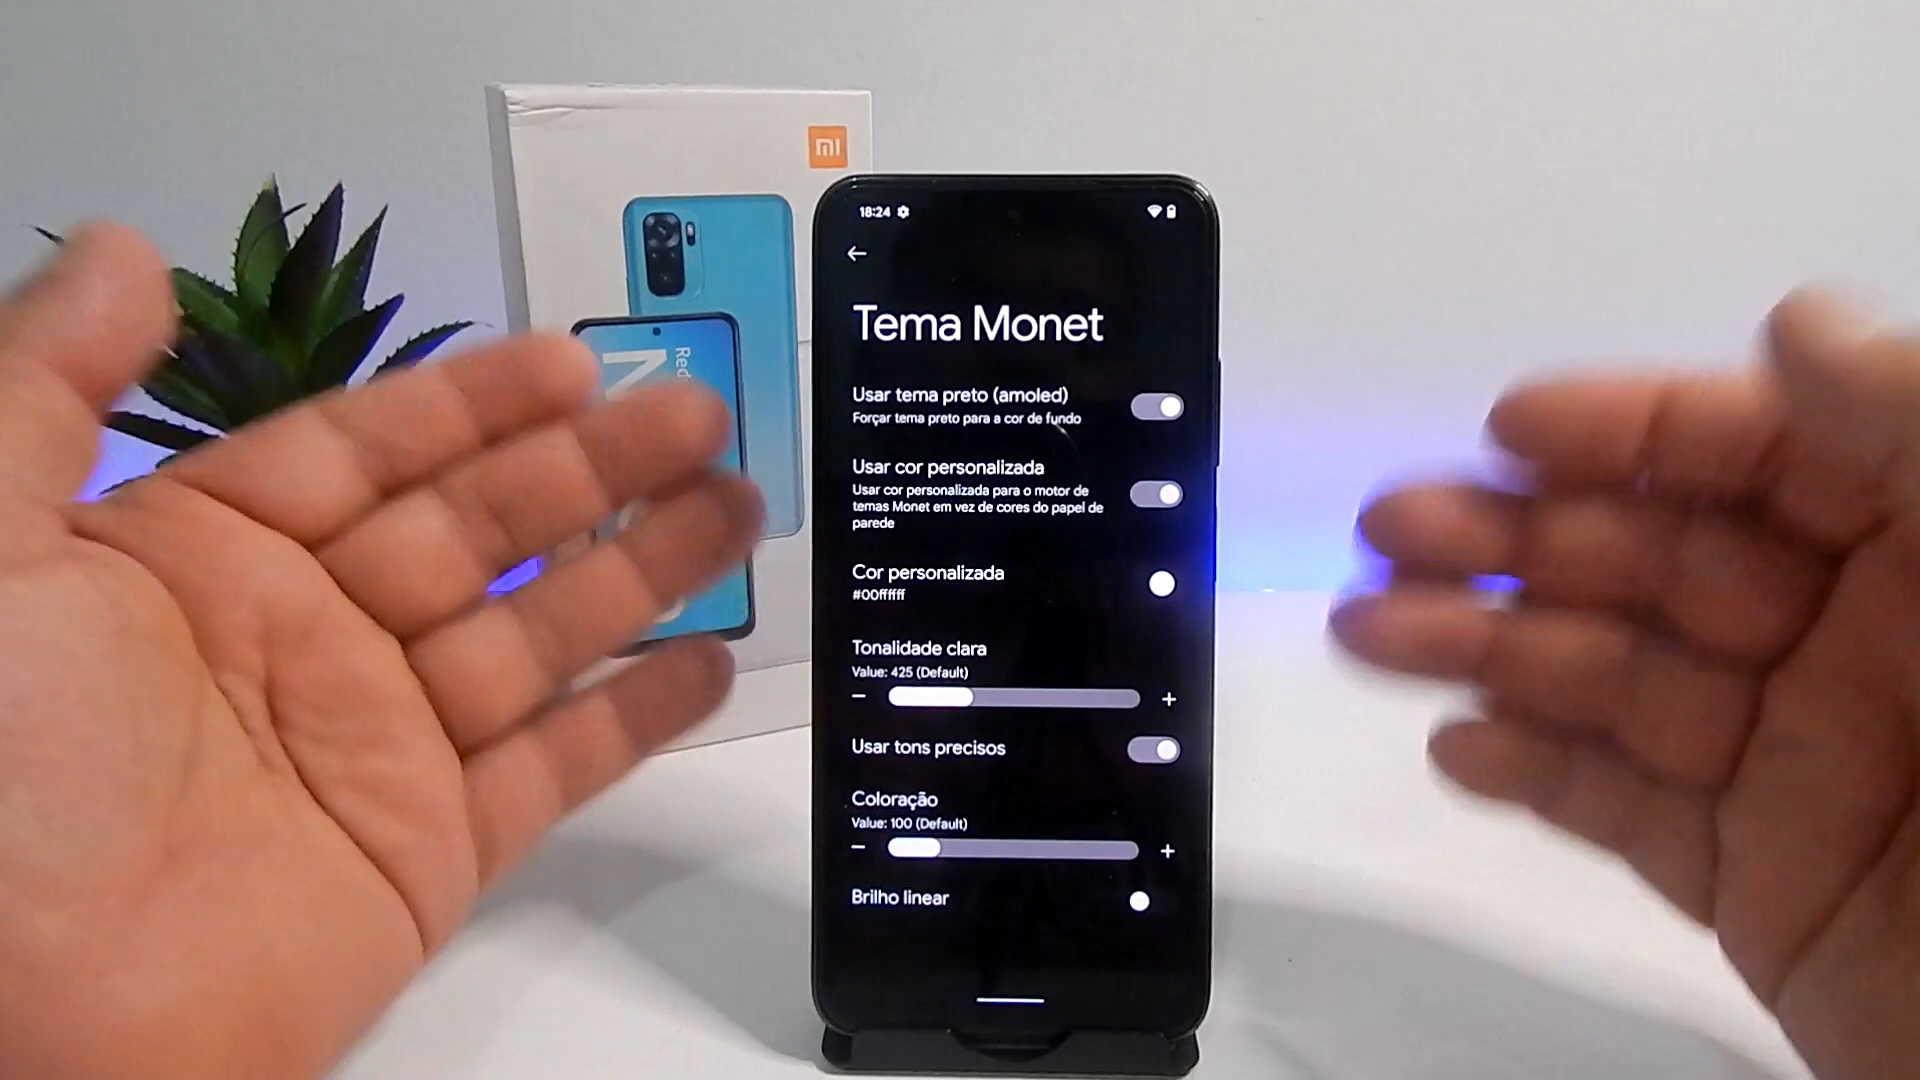 mi
Red
N
18:24
Tema Monet
Usar tema preto (amoled)
Forçar tema preto para a cor de fundo
Usar cor personalizada
Usar cor personalizada para o motor de
temas Monet em vez de cores do papel de
parede
Cor personalizada
#00ffffff
Tonalidade clara
Value: 425 (Default)
− +
Usar tons precisos
Coloração
Value: 100 (Default)
− +
Brilho linear